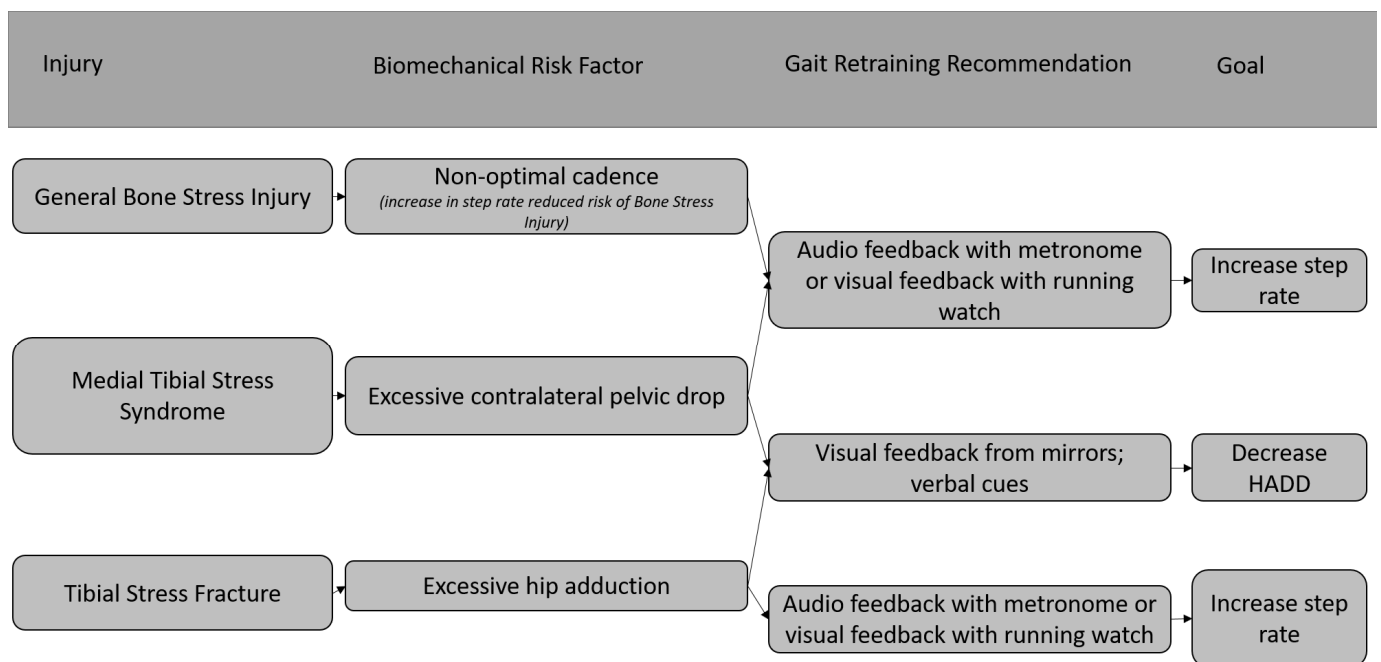 Injury
Biomechanical Risk Factor
Gait Retraining Recommendation
Goal
General Bone Stress Injury
Non-optimal cadence
(increase in step rate reduced risk of Bone Stress
Injury)
Audio feedback with metronome
or visual feedback with running
watch
Increase step
rate
Medial Tibial Stress
Syndrome
Excessive contralateral pelvic drop
Visual feedback from mirrors;
verbal cues
Decrease
HADD
Tibial Stress Fracture
Excessive hip adduction
Audio feedback with metronome or
visual feedback with running watch
Increase step
rate